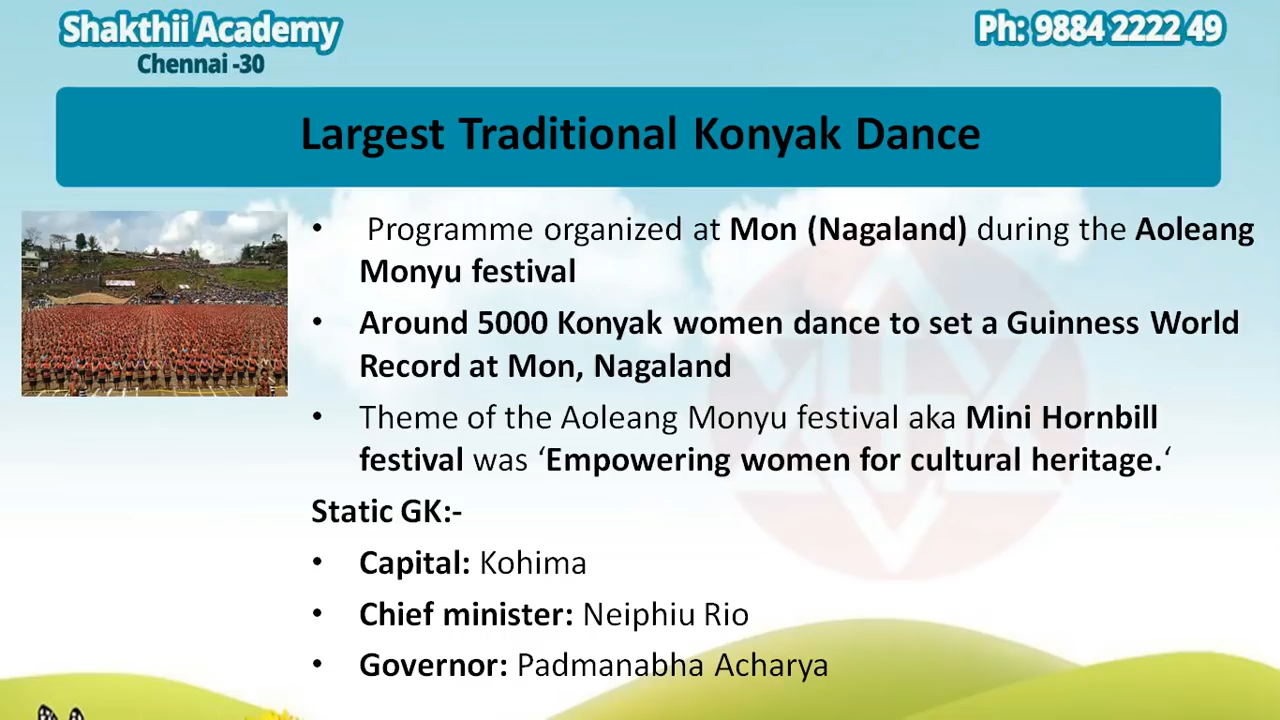 Shakthii Academy
Chennai -30
Ph: 9884 2222 49
Largest Traditional Konyak Dance
• Programme organized at Mon (Nagaland) during the Aoleang
Monyu festival
• Around 5000 Konyak women dance to set a Guinness World
Record at Mon, Nagaland
• Theme of the Aoleang Monyu festival aka Mini Hornbill
festival was ‘Empowering women for cultural heritage.‘
Static GK:-
• Capital: Kohima
• Chief minister: Neiphiu Rio
• Governor: Padmanabha Acharya